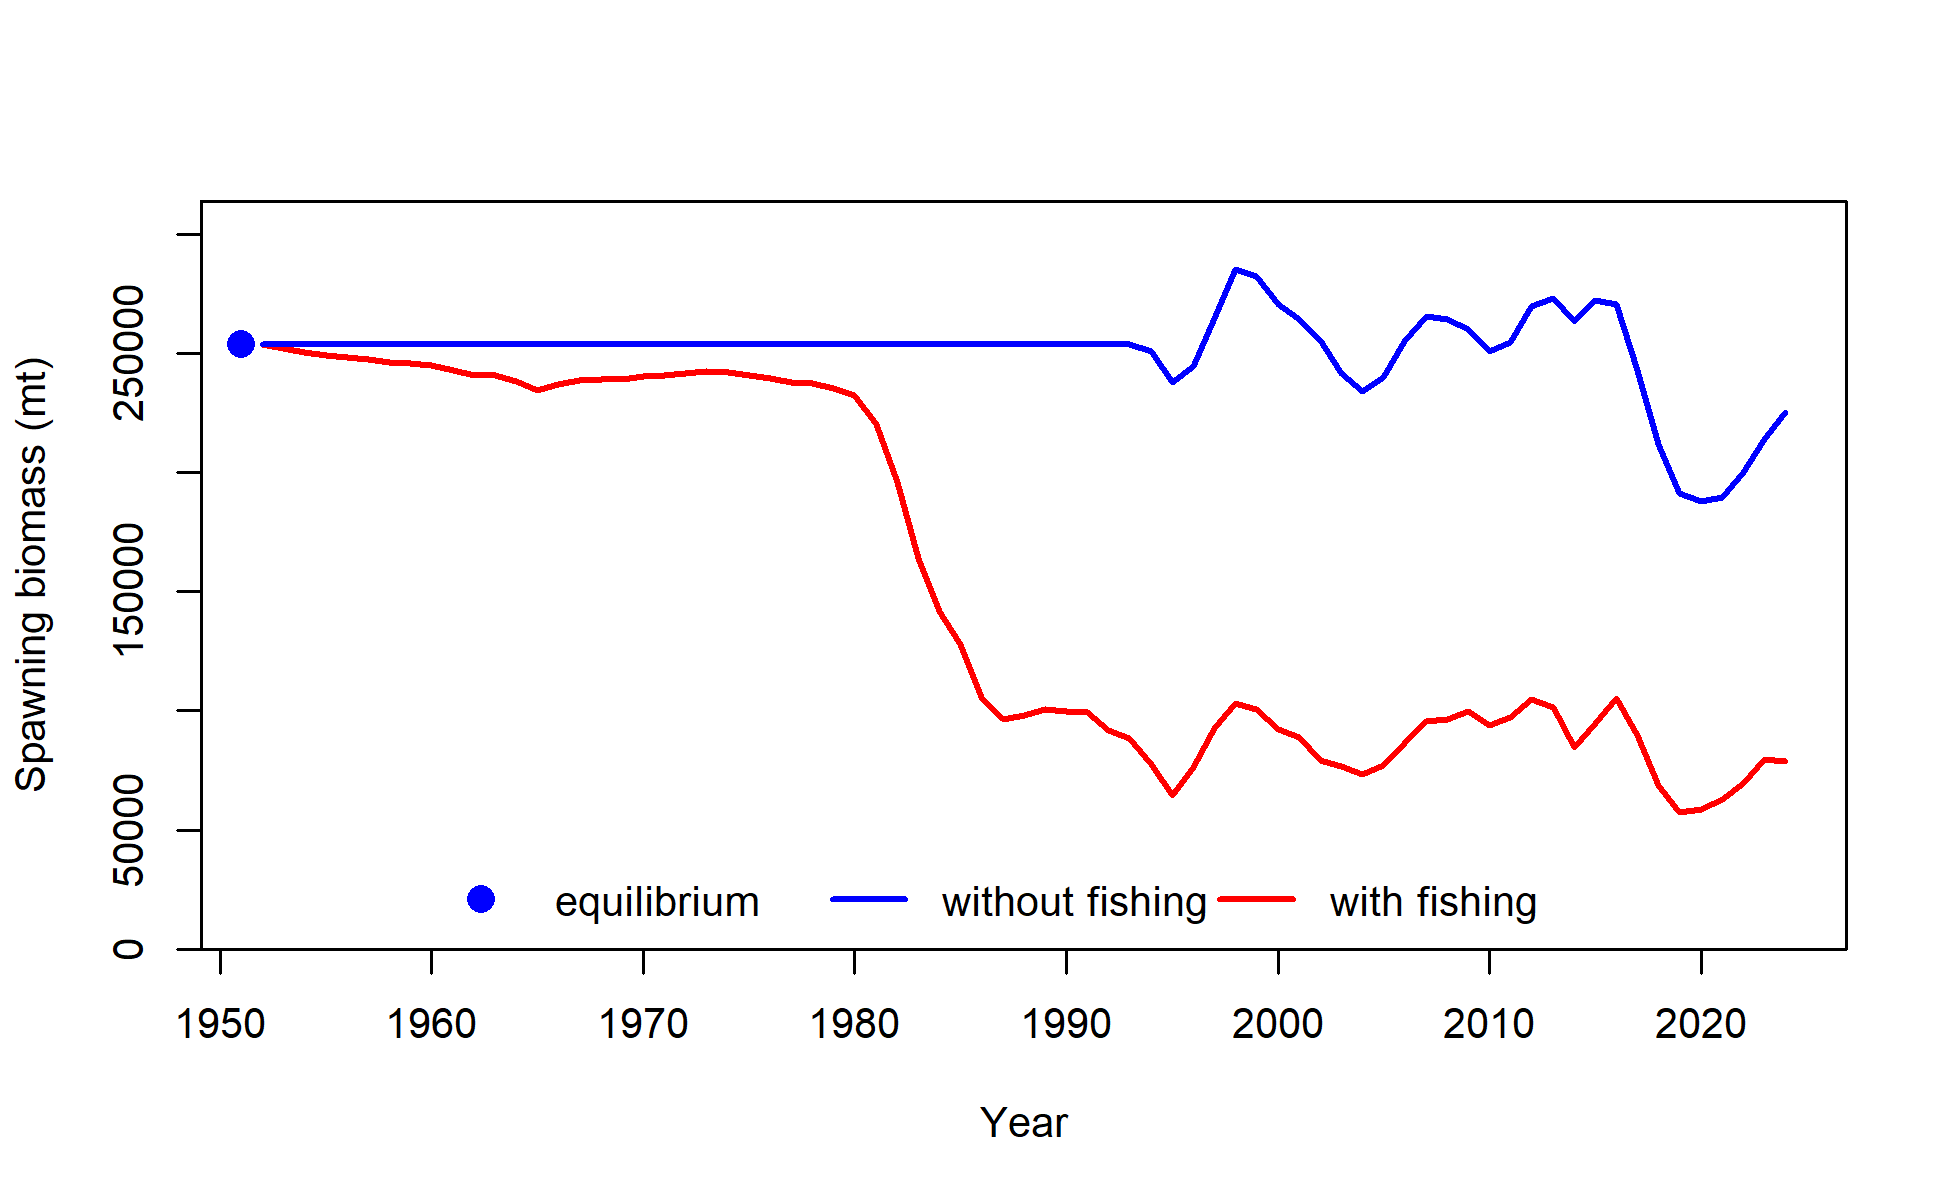 Spawning biomass (mt)
250000
150000
50000
0
equilibrium without fishing with fishing
1950 1960 1970 1980 1990 2000 2010 2020
Year